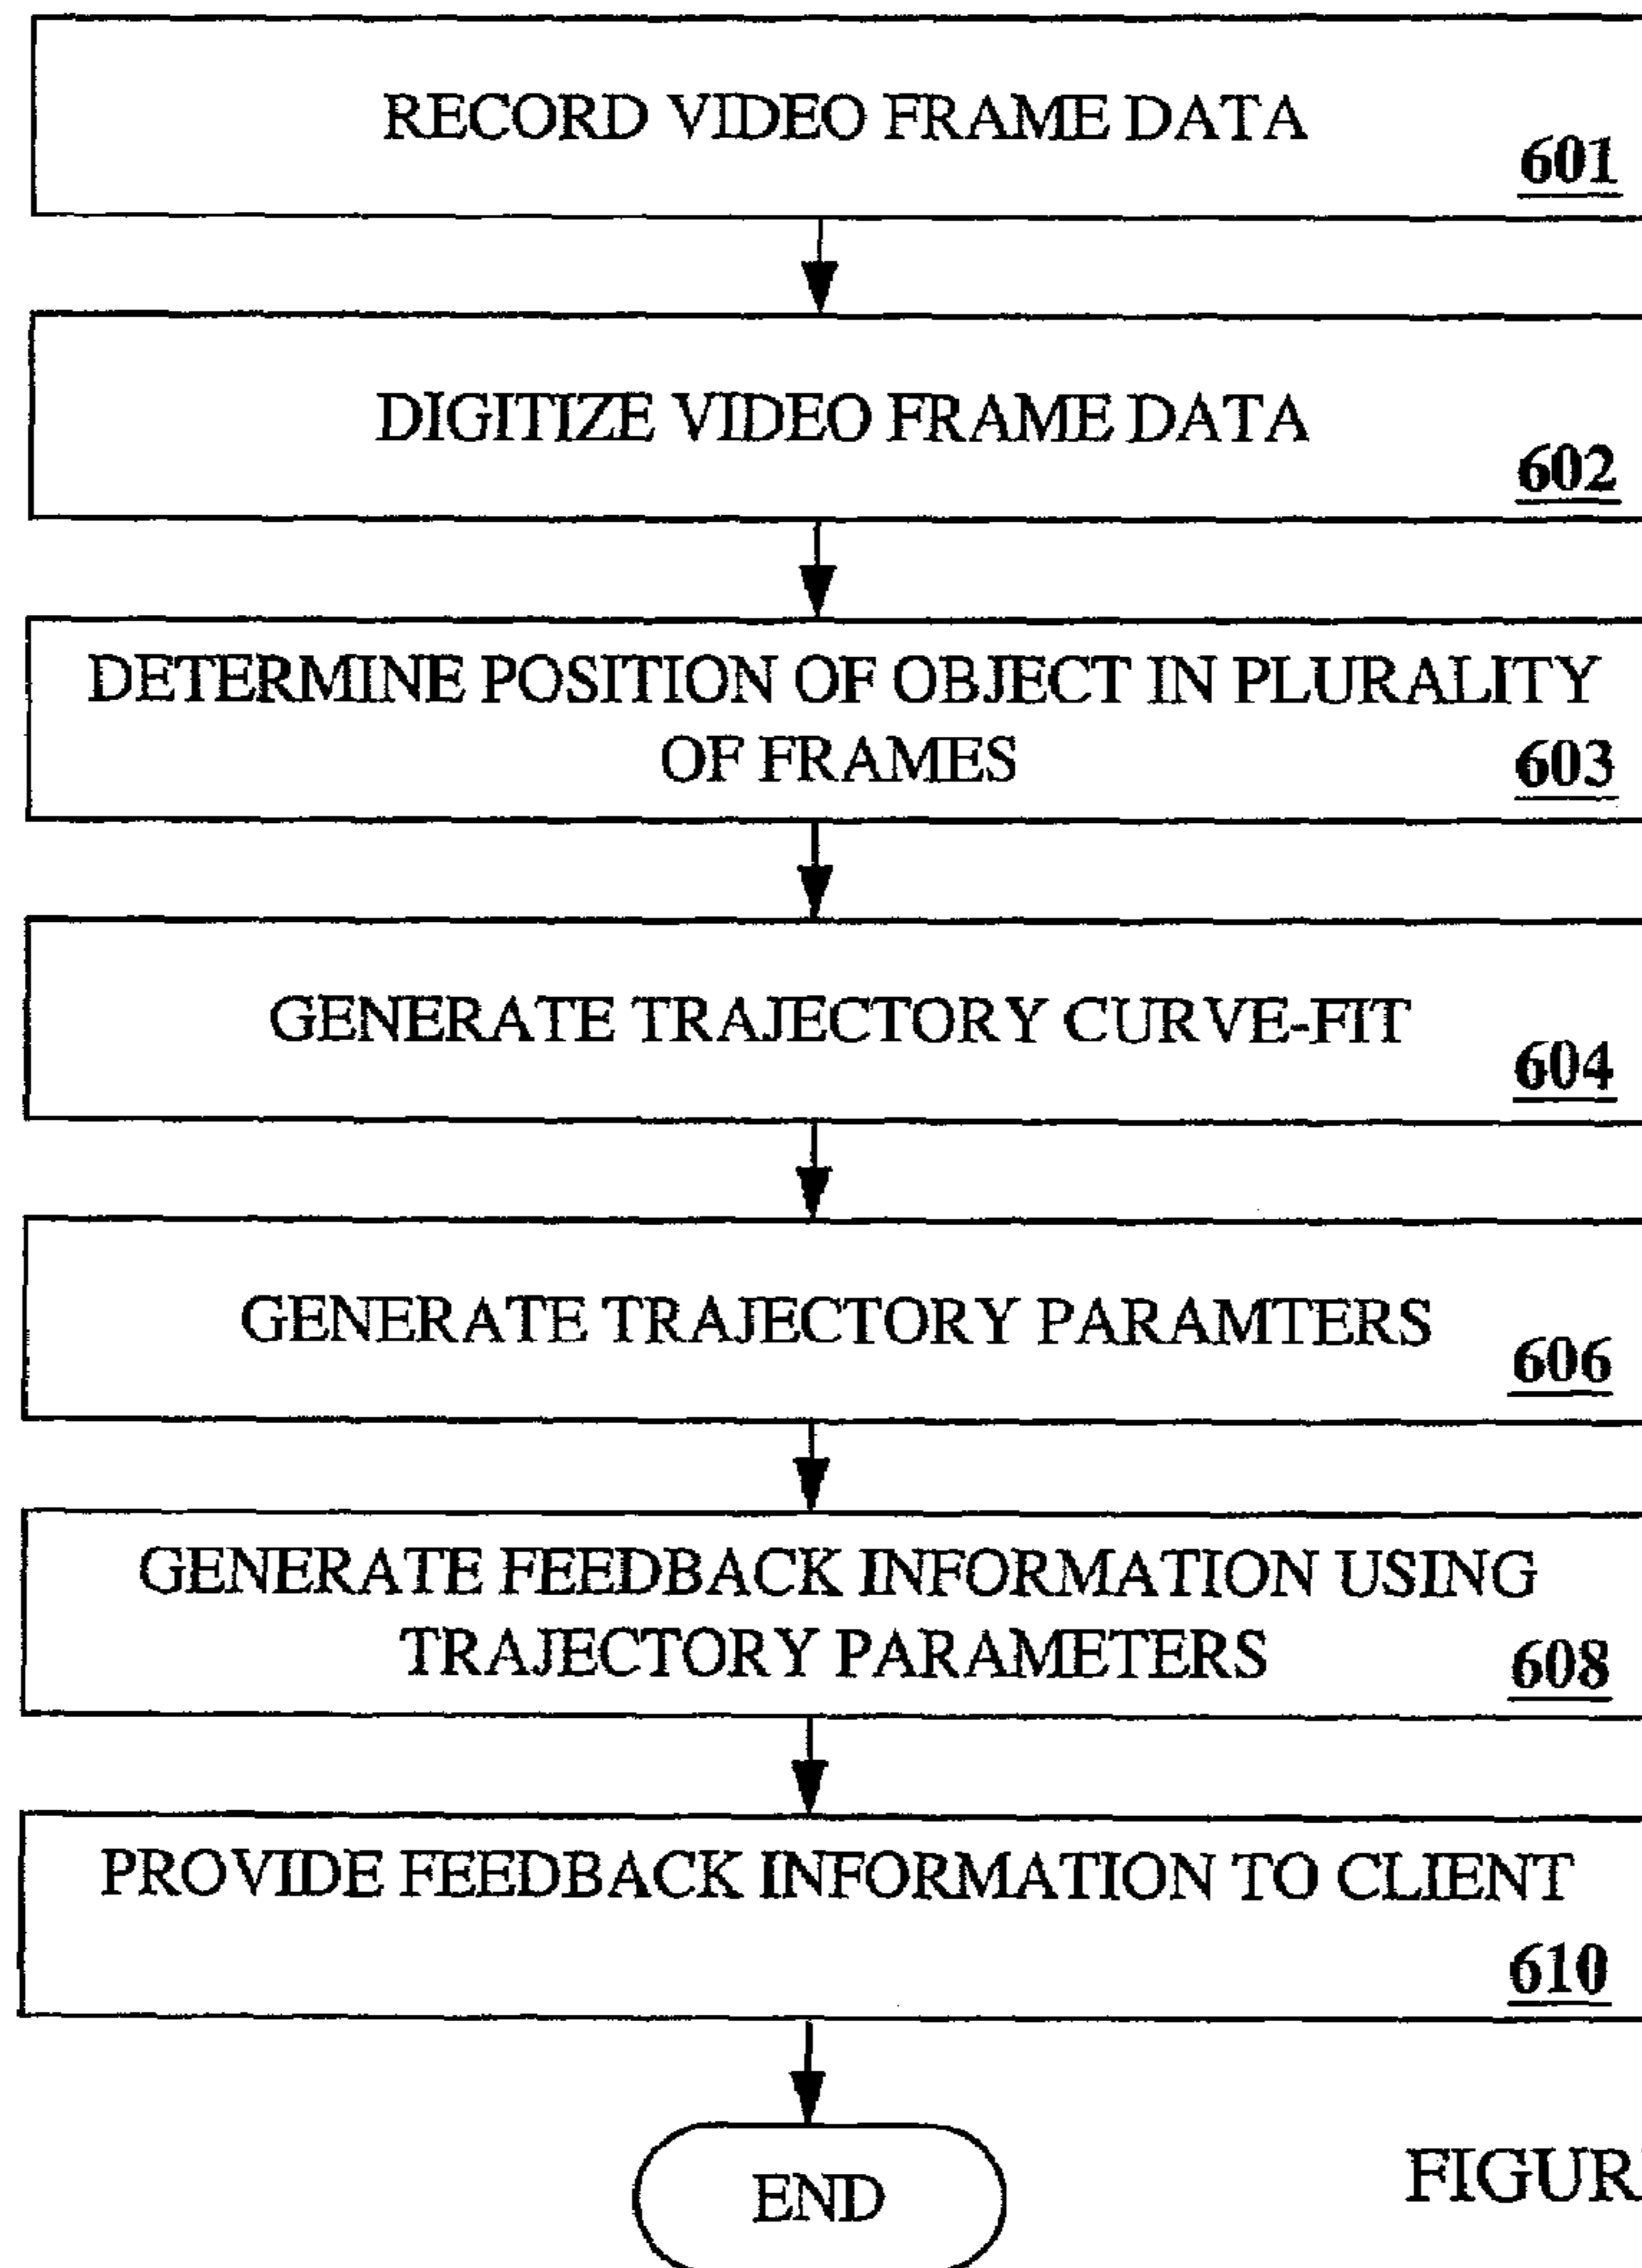 RECORD VIDEO FRAME DATA
601
DIGITIZE VIDEO FRAME DATA
602
DETERMINE POSITION OF OBJECT IN PLURALITY
OF FRAMES
603
GENERATE TRAJECTORY CURVE-FIT
604
GENERATE TRAJECTORY PARAMTERS
606
GENERATE FEEDBACK INFORMATION USING
TRAJECTORY PARAMETERS
608
PROVIDE FEEDBACK INFORMATION TO CLIENT
610
END
FIGUR